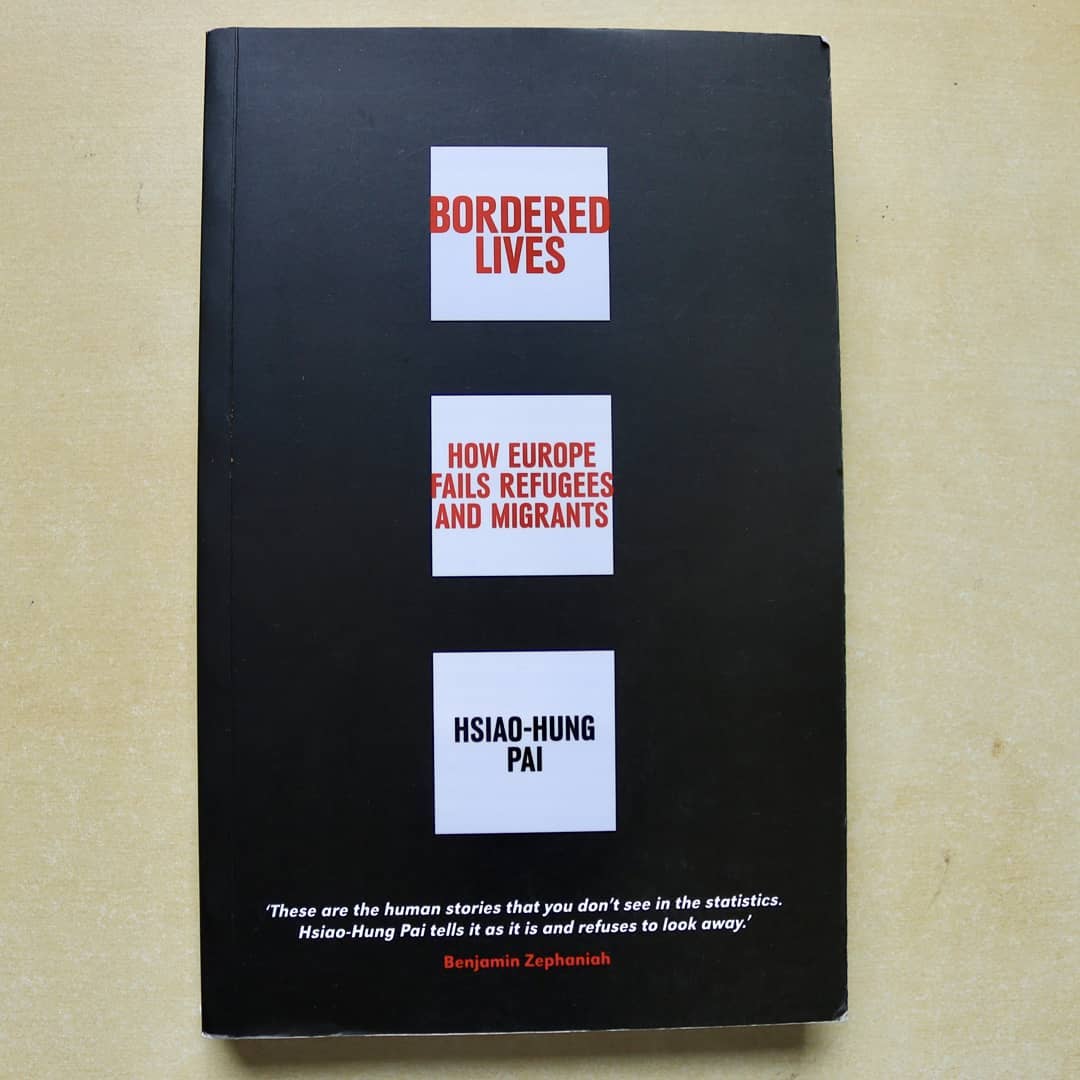 BORDERED
LIVES
HOW EUROPE
FAILS REFUGEES
AND MIGRANTS
HSIAO-HUNG
PAI
‘These are the human stories that you don’t see in the statistics.
Hsiao-Hung Pai tells it as it is and refuses to look away.’
Benjamin Zephaniah